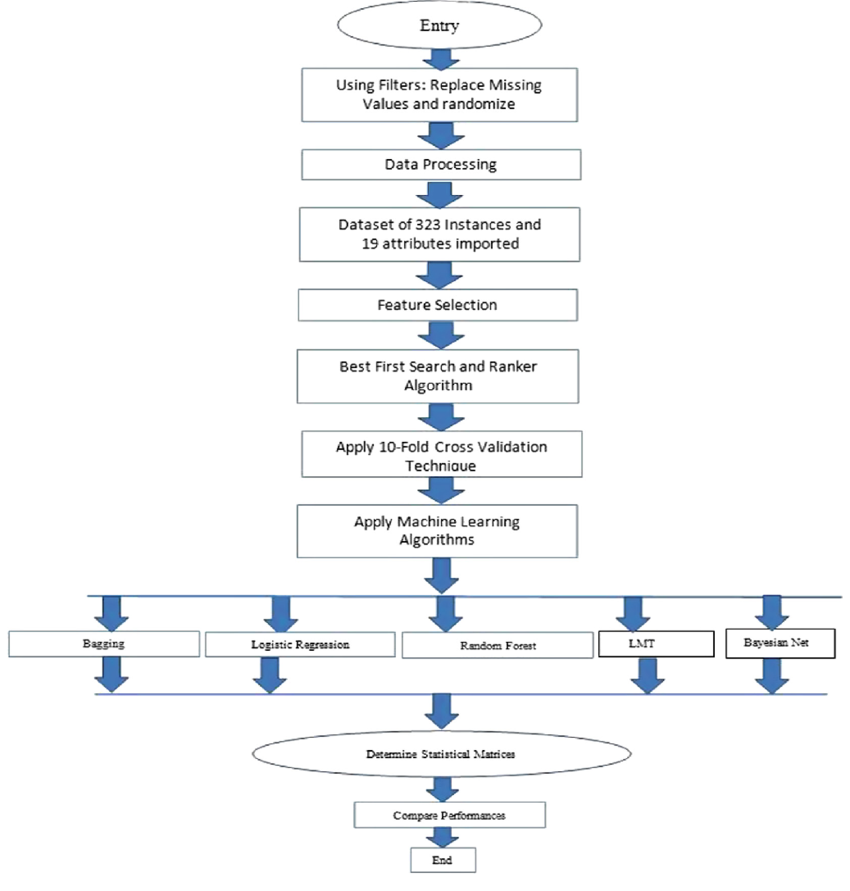 Entry
Using Filters: Replace Missing
Values and randomize
Data Processing
Dataset of 323 Instances and
19 attributes imported
Feature Selection
Best First Search and Ranker
Algorithm
Apply 10-Fold Cross Validation
Technique
Apply Machine Learning
Algorithms
Bagging
Logistic Regression
Random Forest
LMT
Bayesian Net
Determine Statistical Matrices
Compare Performances
End